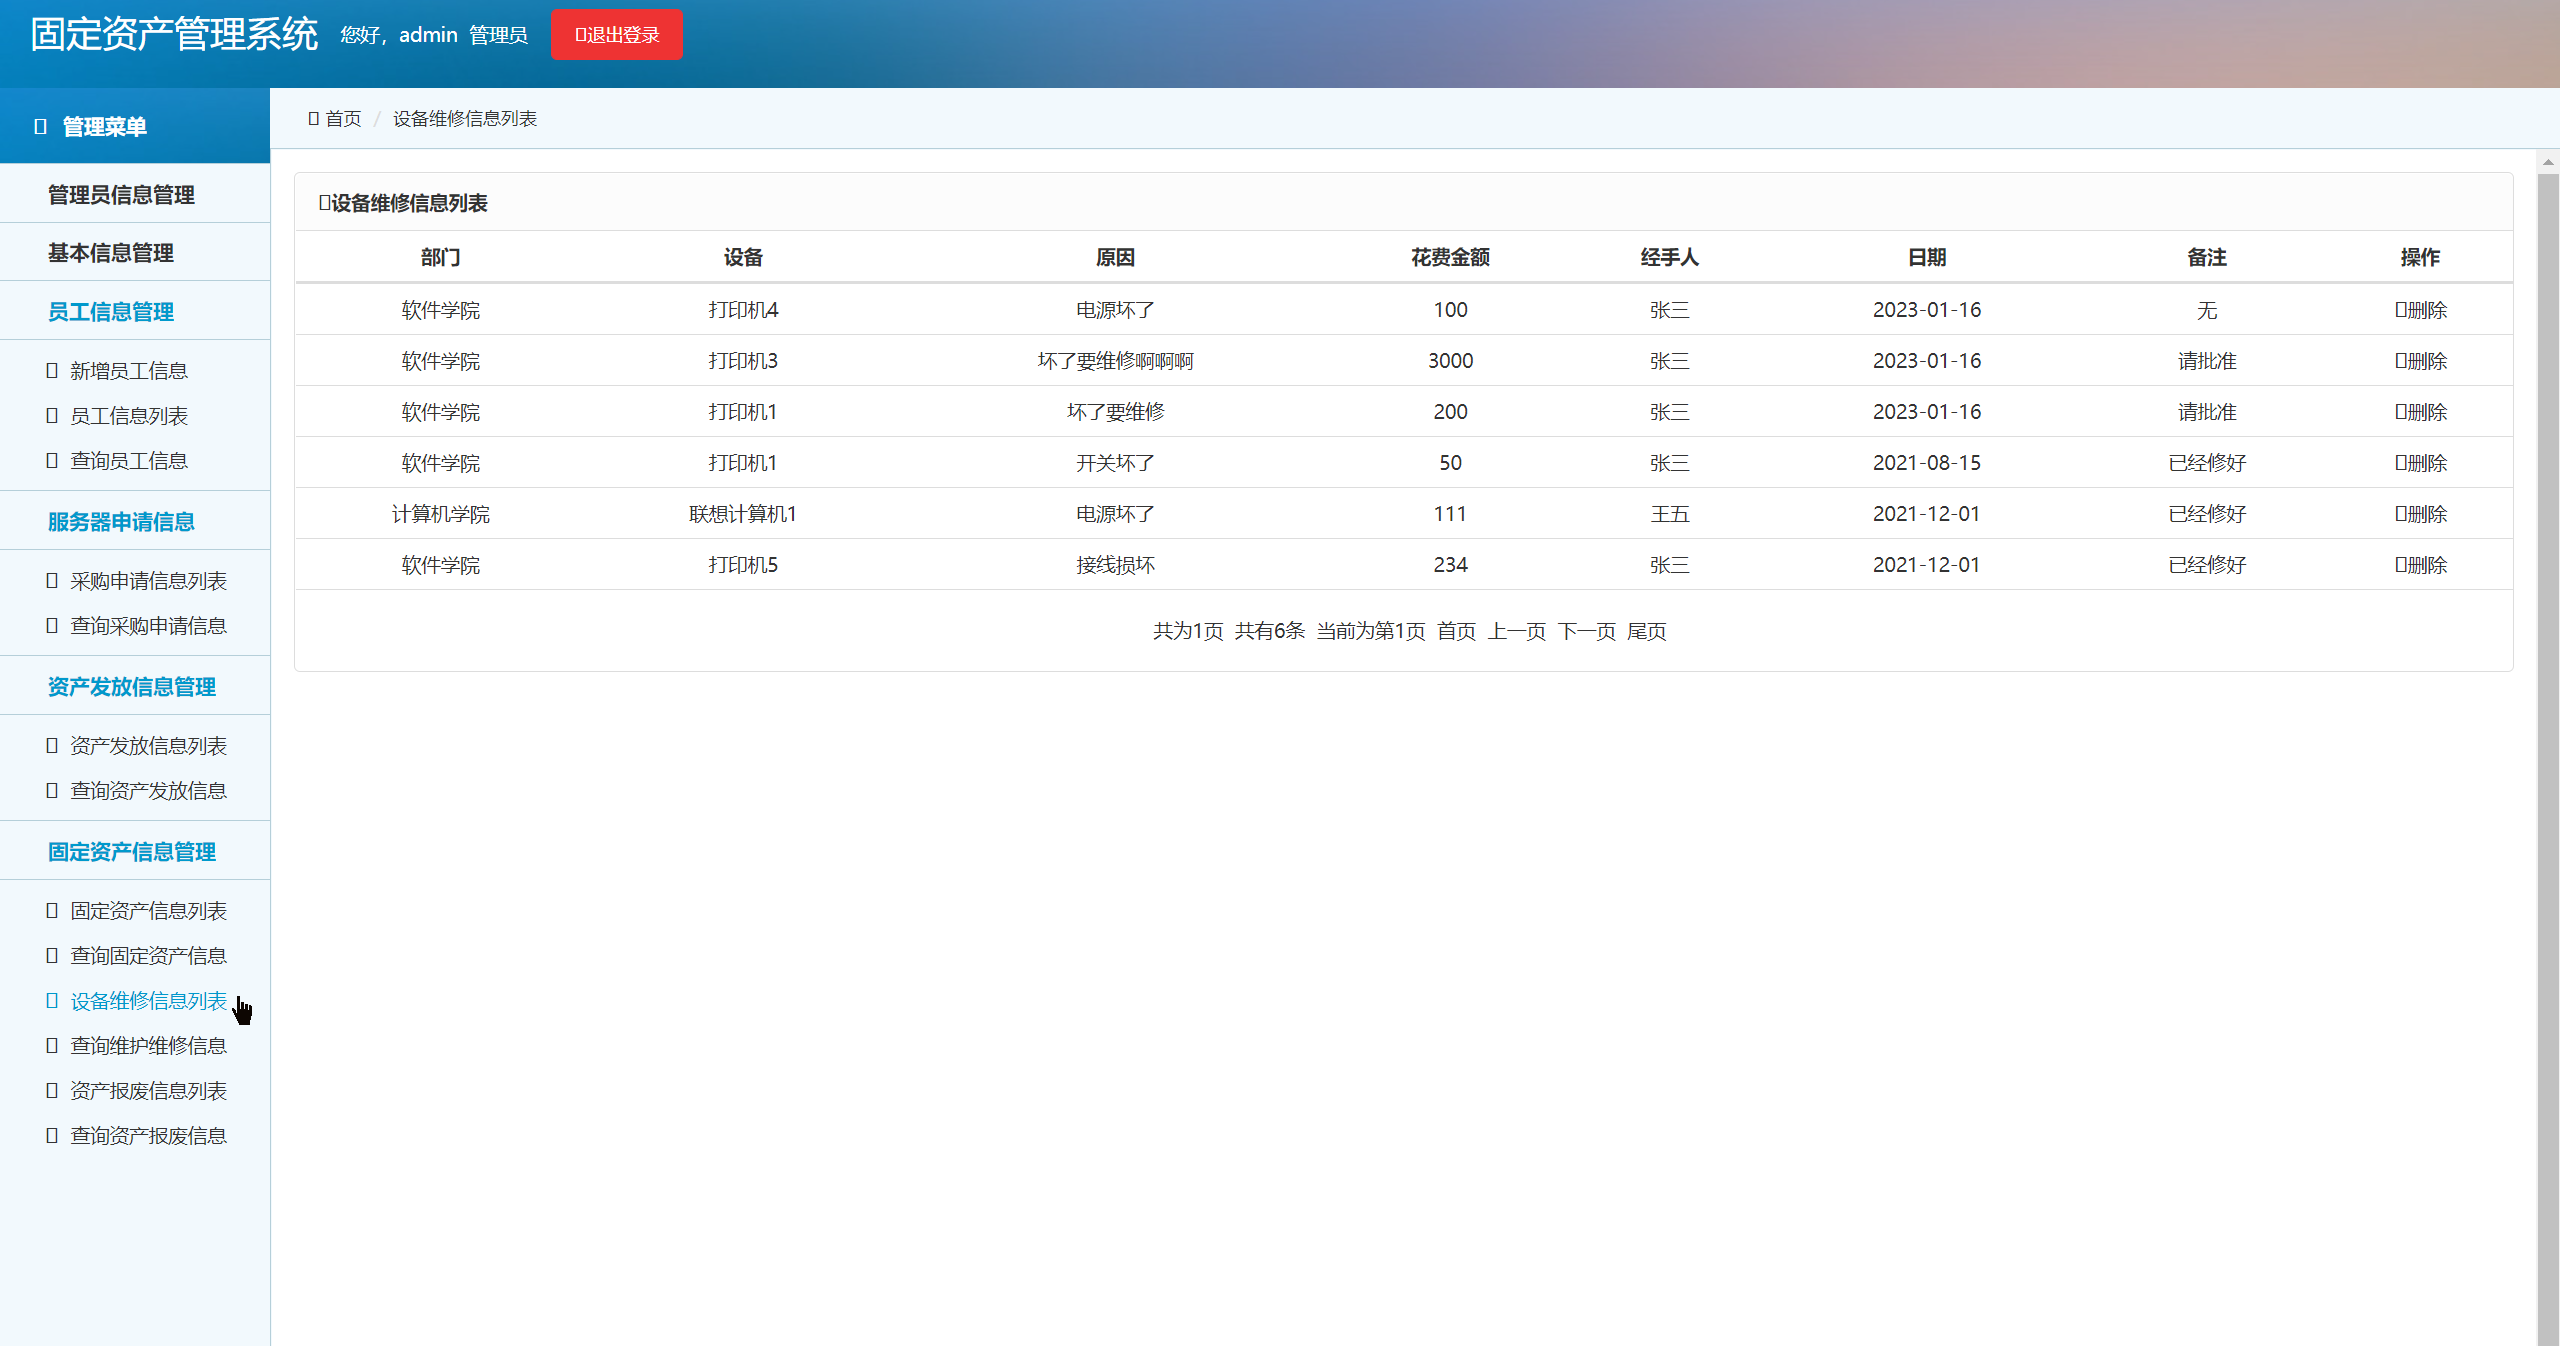 固定资产管理系统 您好，admin 管理员 退出登录
管理菜单
首页 / 设备维修信息列表
管理员信息管理
基本信息管理
员工信息管理
新增员工信息
员工信息列表
查询员工信息
服务器申请信息
采购申请信息列表
查询采购申请信息
资产发放信息管理
资产发放信息列表
查询资产发放信息
固定资产信息管理
固定资产信息列表
查询固定资产信息
设备维修信息列表
查询维护维修信息
资产报废信息列表
查询资产报废信息
设备维修信息列表
部门 设备 原因 花费金额 经手人 日期 备注 操作
软件学院 打印机4 电源坏了 100 张三 2023-01-16 无 删除
软件学院 打印机3 坏了要维修啊啊啊 3000 张三 2023-01-16 请批准 删除
软件学院 打印机1 坏了要维修 200 张三 2023-01-16 请批准 删除
软件学院 打印机1 开关坏了 50 张三 2021-08-15 已经修好 删除
计算机学院 联想计算机1 电源坏了 111 王五 2021-12-01 已经修好 删除
软件学院 打印机5 接线损坏 234 张三 2021-12-01 已经修好 删除
共为1页 共有6条 当前为第1页 首页 上一页 下一页 尾页